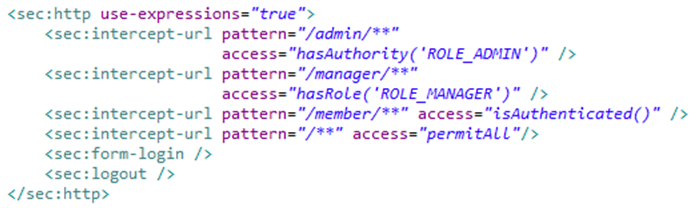 <sec:http use-expressions="true">
<sec:intercept-url pattern="/admin/**"
access="hasAuthority('ROLE_ADMIN')" />
<sec:intercept-url pattern="/manager/**"
access="hasRole('ROLE_MANAGER')" />
<sec:intercept-url pattern="/member/**" access="isAuthenticated()" />
<sec:intercept-url pattern="/**" access="permitAll"/>
<sec:form-login />
<sec:logout />
</sec:http>